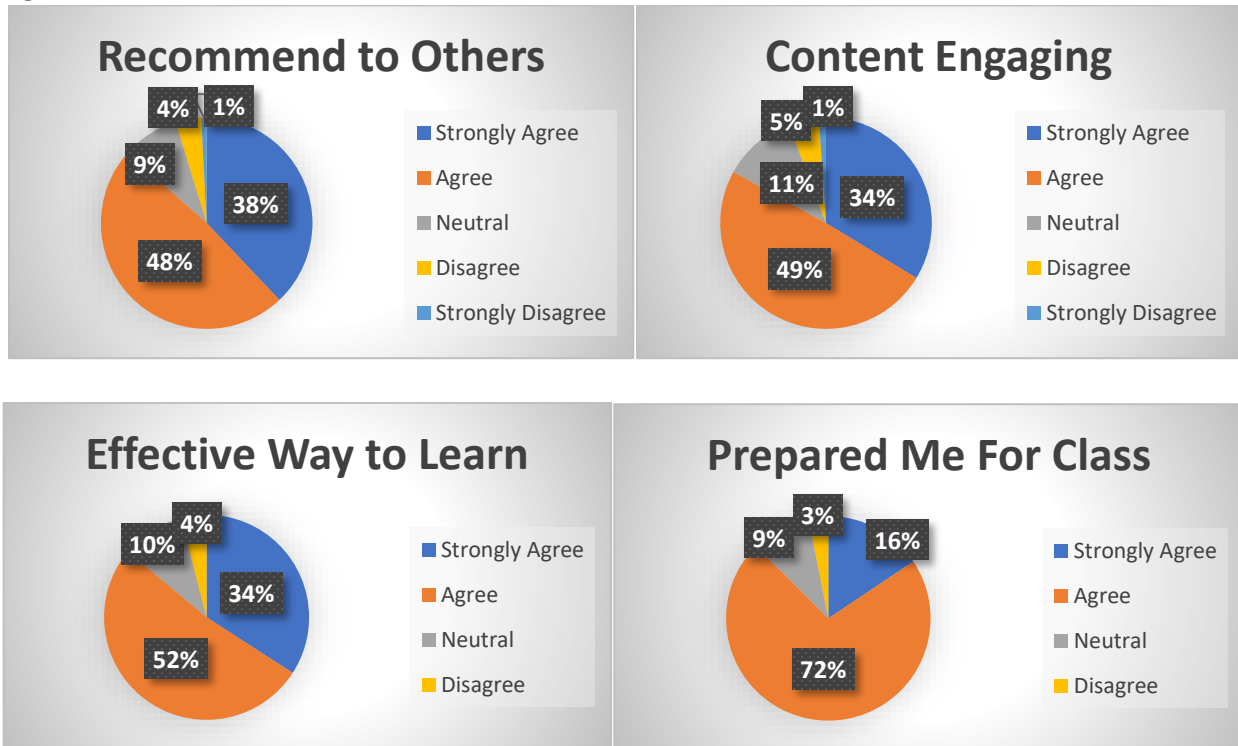 Recommend to Others
4%
1%
9%
38%
48%
Strongly Agree
Agree
Neutral
Disagree
Strongly Disagree
Content Engaging
5%
1%
11%
34%
49%
Strongly Agree
Agree
Neutral
Disagree
Strongly Disagree
Effective Way to Learn
4%
10%
34%
52%
Strongly Agree
Agree
Neutral
Disagree
Prepared Me For Class
3%
9%
16%
72%
Strongly Agree
Agree
Neutral
Disagree